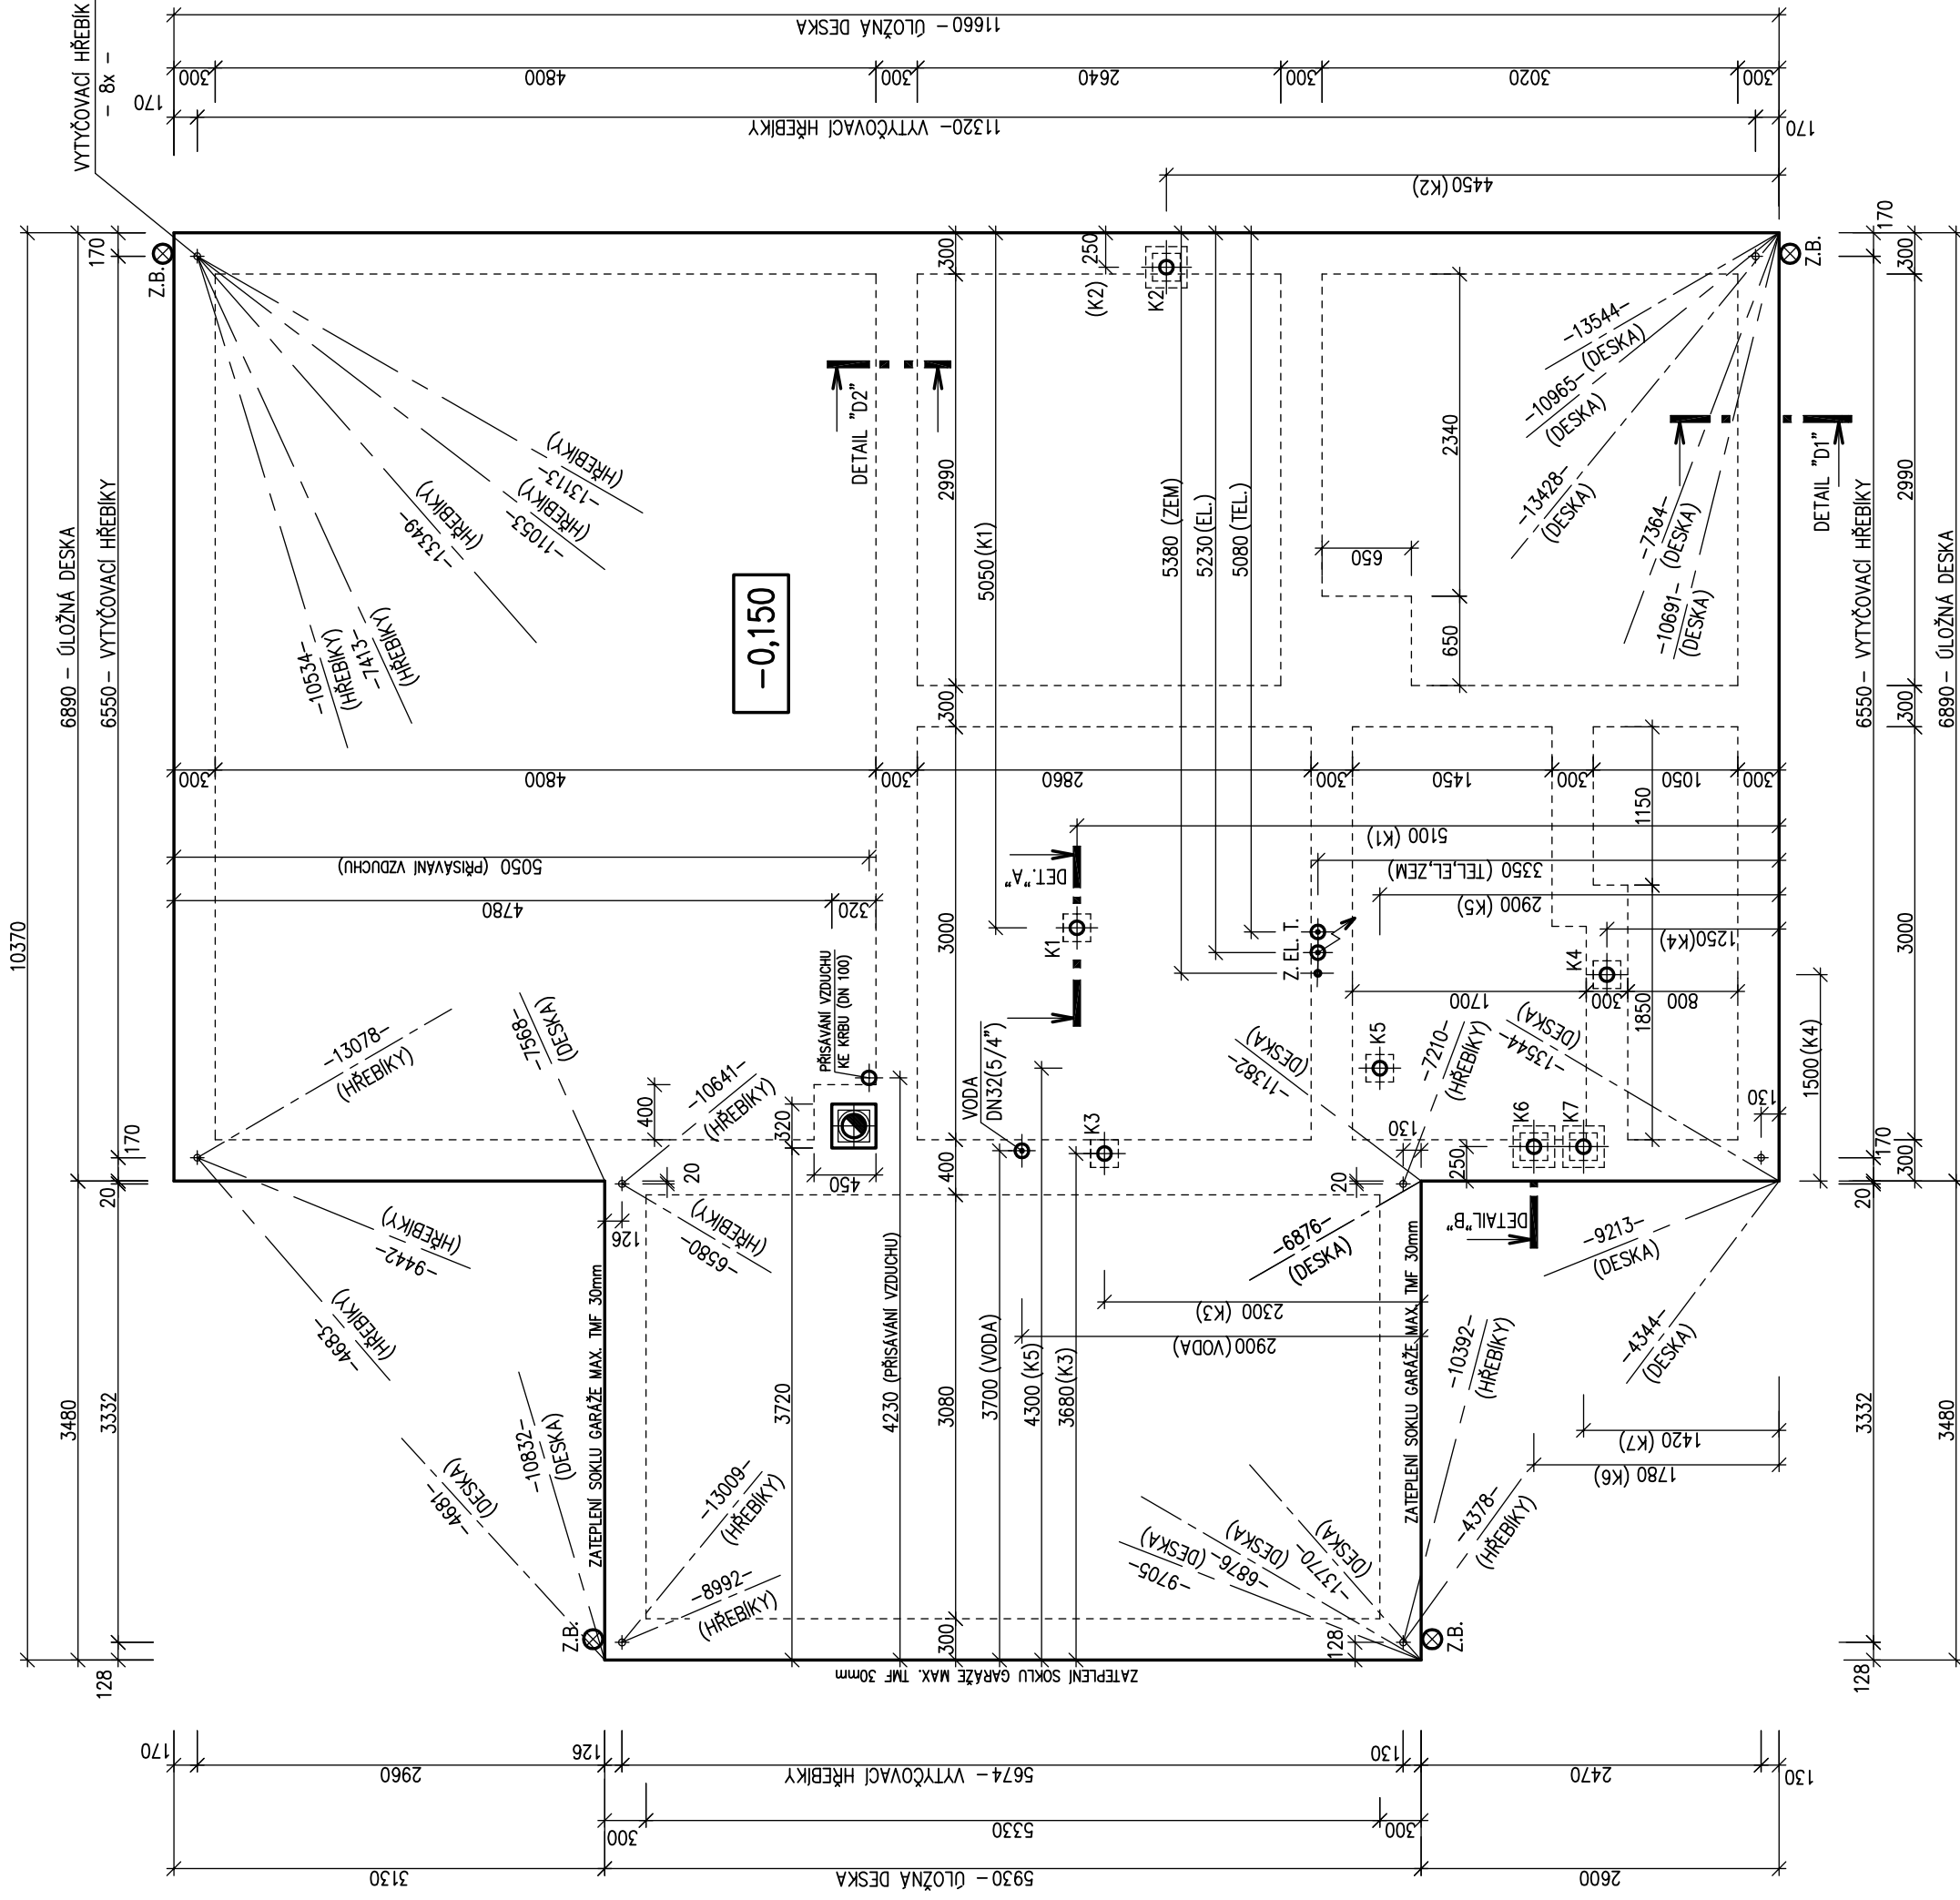 VYTYČOVACÍ HŘEBÍK
- 8x -
11660- ÚLOŽNÁ DESKA
300
4800
300
2640
300
3020
300
170
11320- VYTYČOVACÍ HŘEBÍKY
170
4450 (K2)
10370
6890- ÚLOŽNÁ DESKA
6550- VYTYČOVACÍ HŘEBÍKY
170
170
20
3480
3332
128
Z.B.
Z.B.
Z.B.
Z.B.
-10534-
(HŘEBÍKY)
-7413-
(HŘEBÍKY)
-13349-
(HŘEBÍKY)
-11053-
(HŘEBÍKY)
-13113-
(HŘEBÍKY)
-0,150
DETAIL "D2"
300
2990
300
3000
400
3080
300
5050 (K1)
250
(K2)
K2
5380 (ZEM)
5230 (EL.)
5080 (TEL.)
2340
650
650
-13544-
(DESKA)
-10965-
(DESKA)
-13428-
(DESKA)
-7364-
(DESKA)
-10691-
(DESKA)
DETAIL "D1"
300
4800
300
2860
300
1450
300
1050
300
5050 (PŘISÁVÁNÍ VZDUCHU)
4780
320
PŘISÁVÁNÍ VZDUCHU
KE KRBU (DN 100)
DET."A"
K1
5100 (K1)
3350 (TEL,EL,ZEM)
2900 (K5)
1250(K4)
1150
1850
Z. EL. T.
1700
300
800
K4
K5
K6
K7
K3
VODA
DN32(5/4")
-13078-
(HŘEBÍKY)
-7568-
(DESKA)
-10641-
(HŘEBÍKY)
400
320
450
20
126
-6580-
(HŘEBÍKY)
-11382-
(DESKA)
-7210-
(HŘEBÍKY)
-13544-
(DESKA)
130
250
20
130
1500(K4)
-9442-
(HŘEBÍKY)
-4683-
(HŘEBÍKY)
-4681-
(DESKA)
-10832-
(DESKA)
ZATEPLENÍ SOKLU GARÁŽE MAX. TMF 30mm
-13009-
(HŘEBÍKY)
-8992-
(HŘEBÍKY)
3720
4230 (PŘISÁVÁNÍ VZDUCHU)
3700 (VODA)
4300 (K5)
3680 (K3)
2300 (K3)
2900 (VODA)
-6876-
(DESKA)
-9705-
(DESKA)
-6876-
(DESKA)
-13770-
(DESKA)
128
ZATEPLENÍ SOKLU GARÁŽE MAX. TMF 30mm
ZATEPLENÍ SOKLU GARÁŽE MAX. TMF 30mm
DETAIL"B"
-9213-
(DESKA)
-4344-
(DESKA)
-10392-
(HŘEBÍKY)
-4378-
(HŘEBÍKY)
1420 (K7)
1780 (K6)
170
300
2990
300
3000
300
6550- VYTYČOVACÍ HŘEBÍKY
6890- ÚLOŽNÁ DESKA
170
20
3332
3480
128
170
2960
126
5674- VYTYČOVACÍ HŘEBÍKY
130
2470
130
300
5330
300
3130
5930- ÚLOŽNÁ DESKA
2600